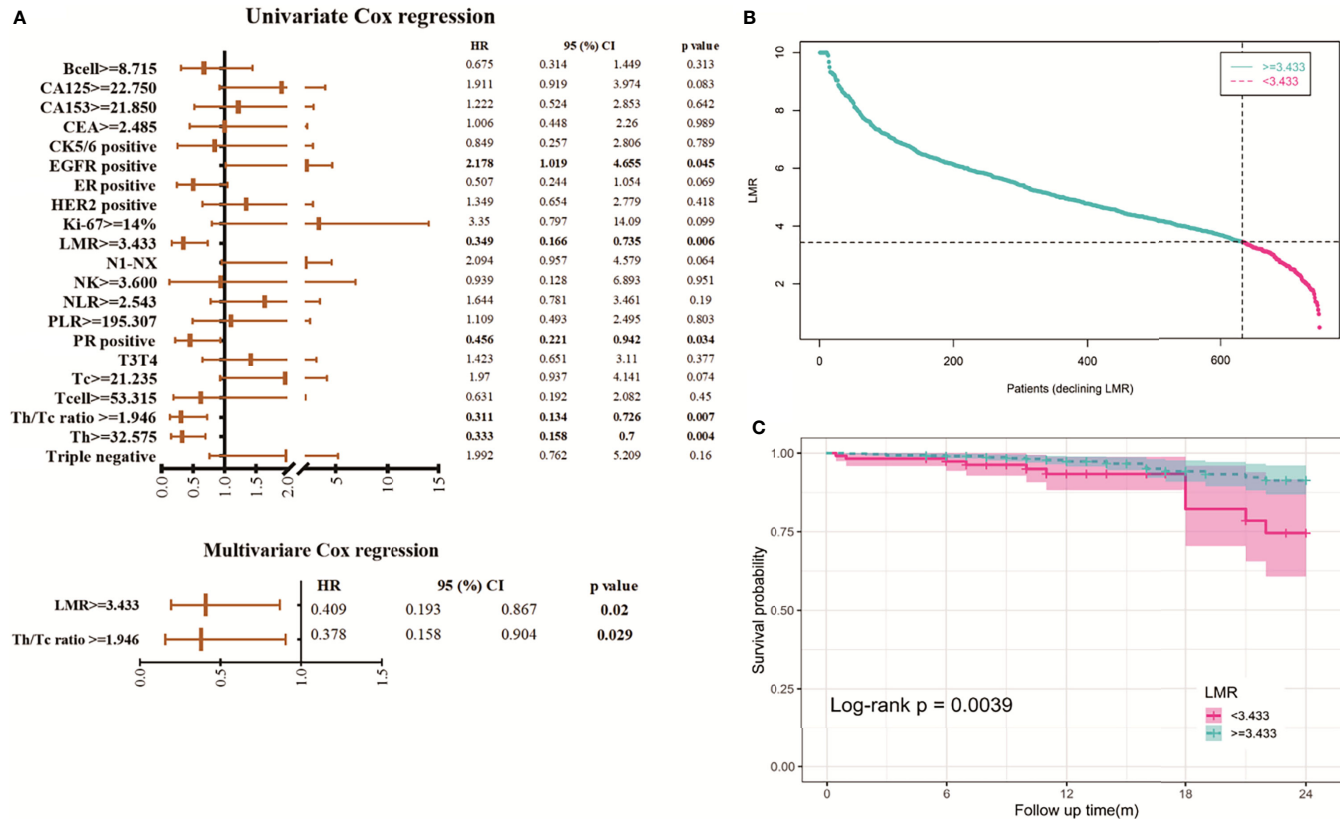 A
Univariate Cox regression
HR 95 (%) CI p value
Bcell>=8.715 0.675 0.314 1.449 0.313
CA125>=22.750 1.911 0.919 3.974 0.083
CA153>=21.850 1.222 0.524 2.853 0.642
CEA>=2.485 1.006 0.448 2.26 0.989
CK5/6 positive 0.849 0.257 2.806 0.789
EGFR positive 2.178 1.019 4.655 0.045
ER positive 0.507 0.244 1.054 0.069
HER2 positive 1.349 0.654 2.779 0.418
Ki-67>=14% 3.35 0.797 14.09 0.099
LMR>=3.433 0.349 0.166 0.735 0.006
N1-NX 2.094 0.957 4.579 0.064
NK>=3.600 0.939 0.128 6.893 0.951
NLR>=2.543 1.644 0.781 3.461 0.19
PLR>=195.307 1.109 0.493 2.495 0.803
PR positive 0.456 0.221 0.942 0.034
T3T4 1.423 0.651 3.11 0.377
Tc>=21.235 1.97 0.937 4.141 0.074
Tcell>=53.315 0.631 0.192 2.082 0.45
Th/Tc ratio >=1.946 0.311 0.134 0.726 0.007
Th>=32.575 0.333 0.158 0.7 0.004
Triple negative 1.992 0.762 5.209 0.16
0.0 0.5 1.0 2.0 5 10 15
Multivariare Cox regression
HR 95 (%) CI p value
LMR>=3.433 0.409 0.193 0.867 0.02
Th/Tc ratio >=1.946 0.378 0.158 0.904 0.029
0.0 0.5 1.0 1.5
B
>=3.433
<3.433
LMR
10
8
6
4
2
0 200 400 600
Patients (declining LMR)
C
Survival probability
1.00
0.75
0.50
0.25
0.00
Log-rank p = 0.0039
LMR
<3.433
>=3.433
0 6 12 18 24
Follow up time(m)